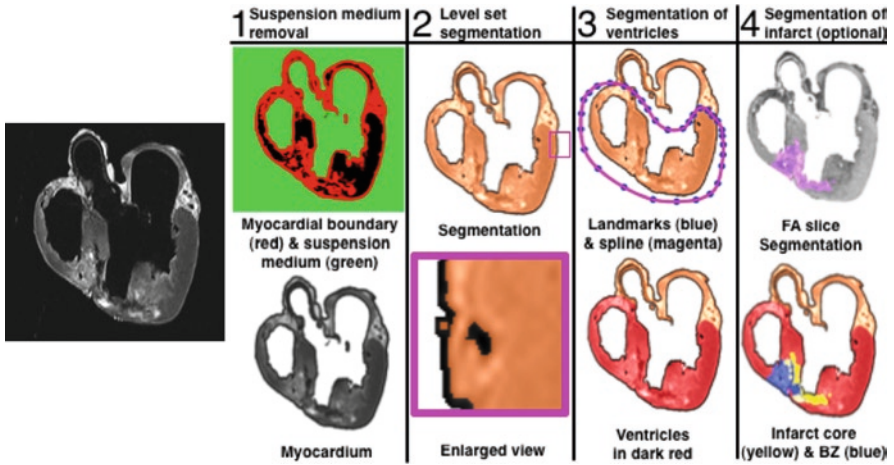 1 Suspension medium
removal
2 Level set
segmentation
3 Segmentation of
ventricles
4 Segmentation of
infarct (optional)
Myocardial boundary
(red) & suspension
medium (green)
Segmentation
Landmarks (blue)
& spline (magenta)
FA slice
Segmentation
Myocardium
Enlarged view
Ventricles
in dark red
Infarct core
(yellow) & BZ (blue)